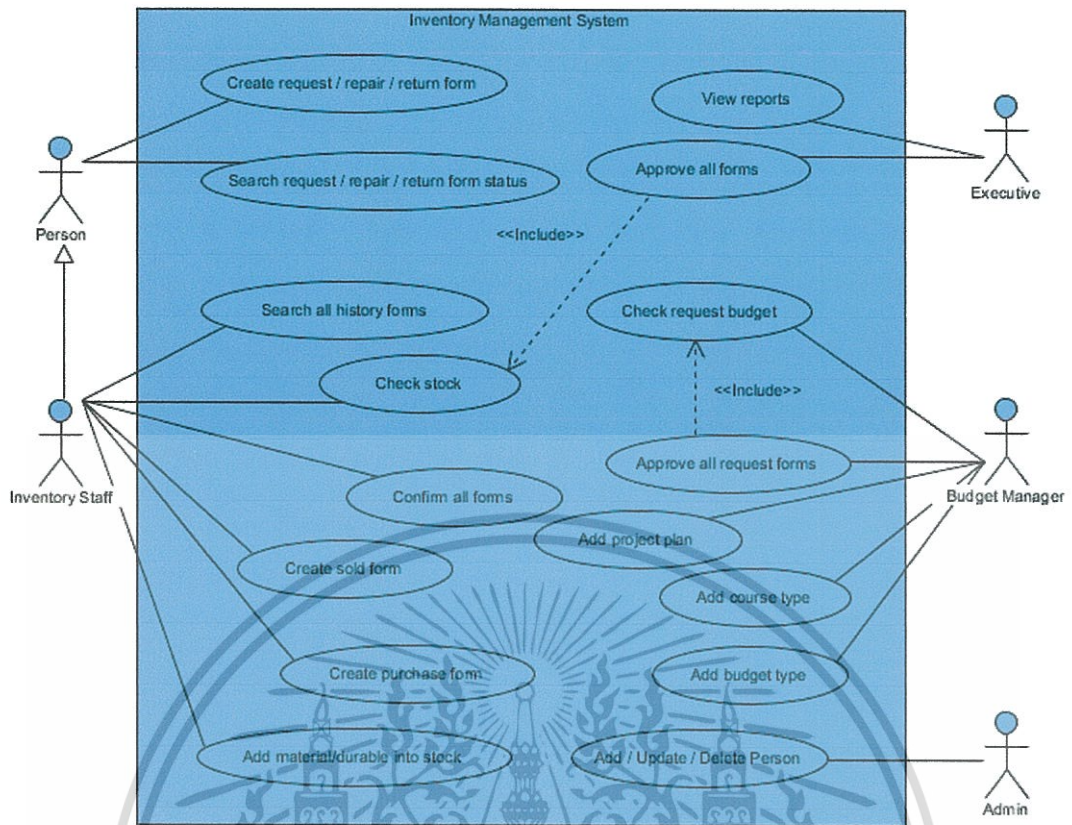 Inventory Management System
Create request / repair / return form
View reports
Search request / repair / return form status
Approve all forms
Person
Executive
<<Include>>
Search all history forms
Check request budget
Check stock
<<Include>>
Inventory Staff
Confirm all forms
Approve all request forms
Budget Manager
Add project plan
Create sold form
Add course type
Create purchase form
Add budget type
Add material/durable into stock
Add / Update / Delete Person
Admin